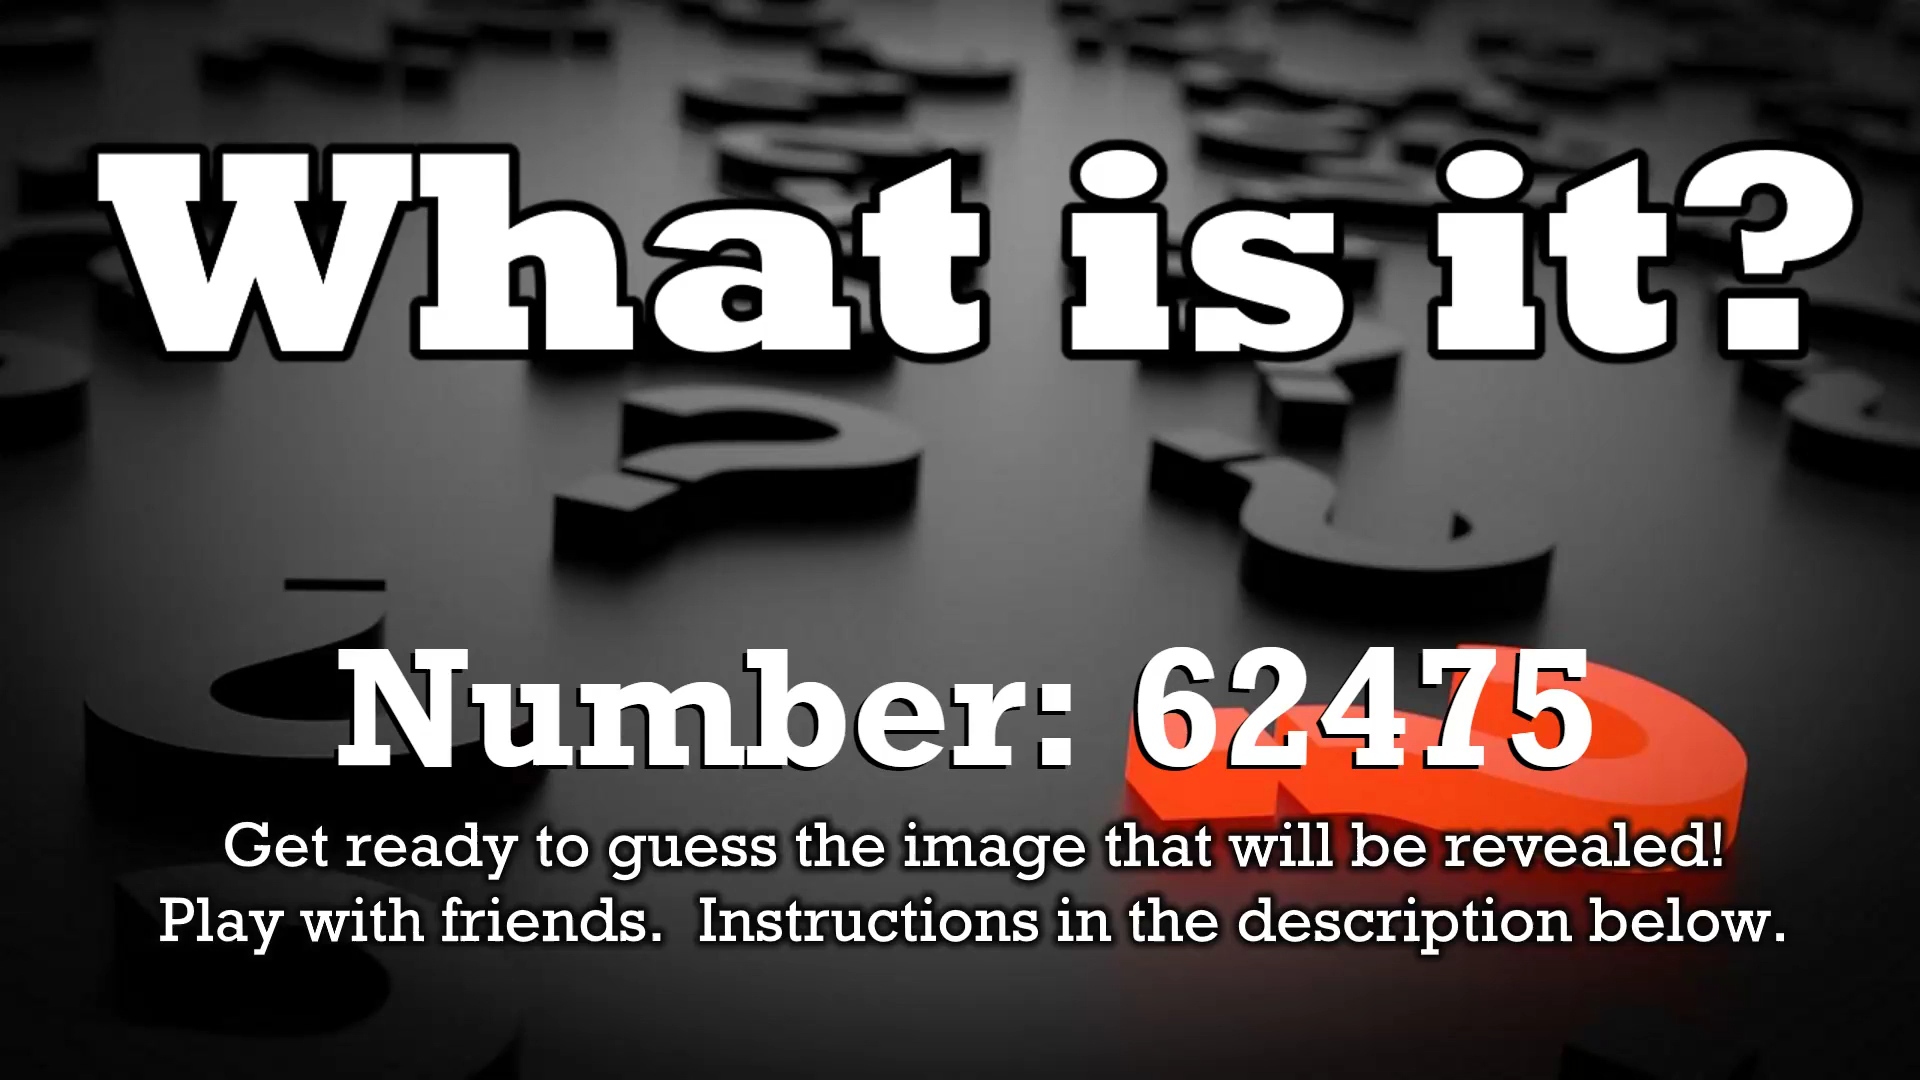 What is it?
Number: 62475
Get ready to guess the image that will be revealed!
Play with friends.  Instructions in the description below.